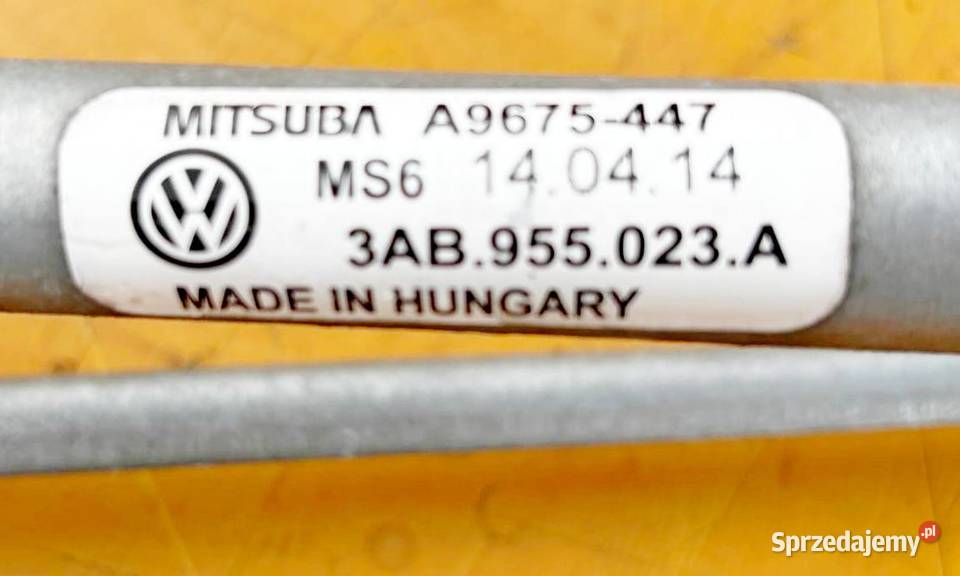 MITSUBA A9675-447
MS6 14.04.14
3AB.955.023.A
MADE IN HUNGARY
Sprzedajemy.pl